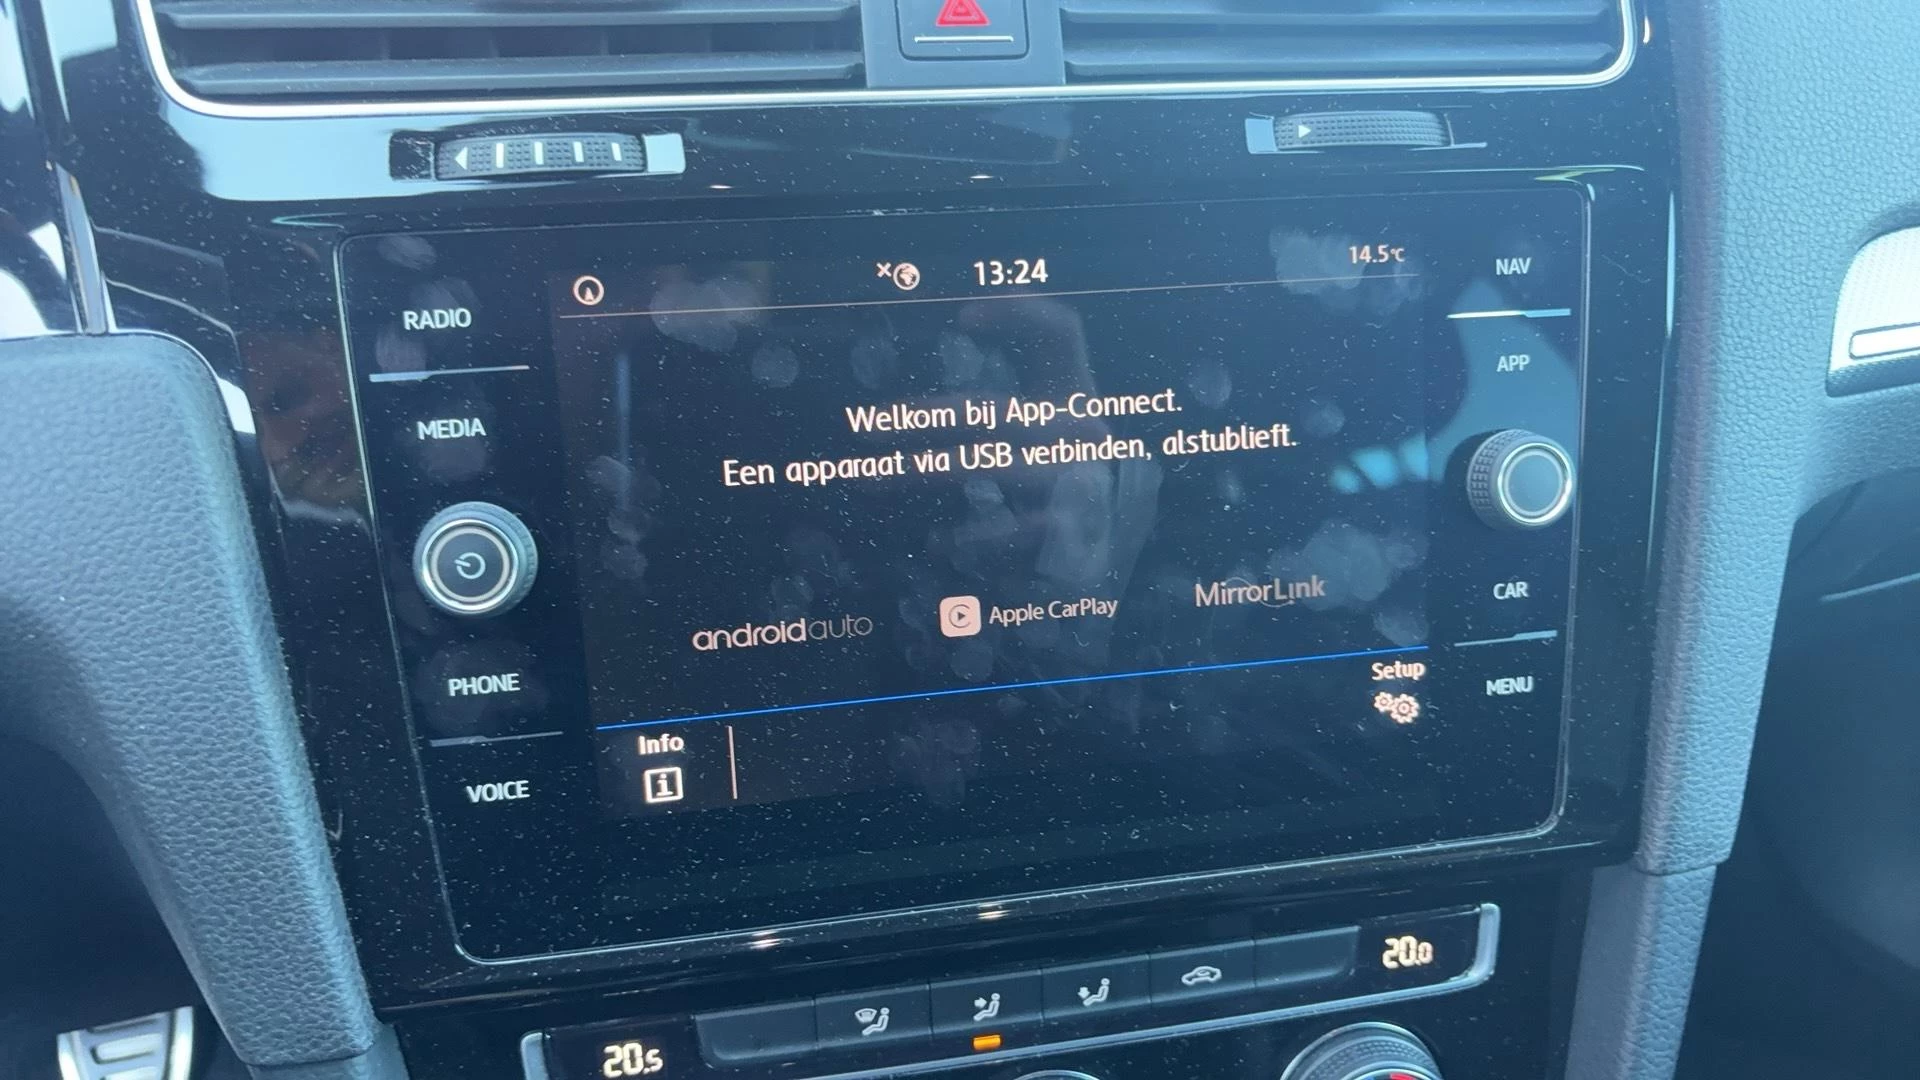 13:24
14.5°C
NAV
RADIO
APP
MEDIA
Welkom bij App-Connect.
Een apparaat via USB verbinden, alstublieft.
androidauto
Apple CarPlay
MirrorLink
CAR
PHONE
Setup
MENU
Info
VOICE
20.0
20.5